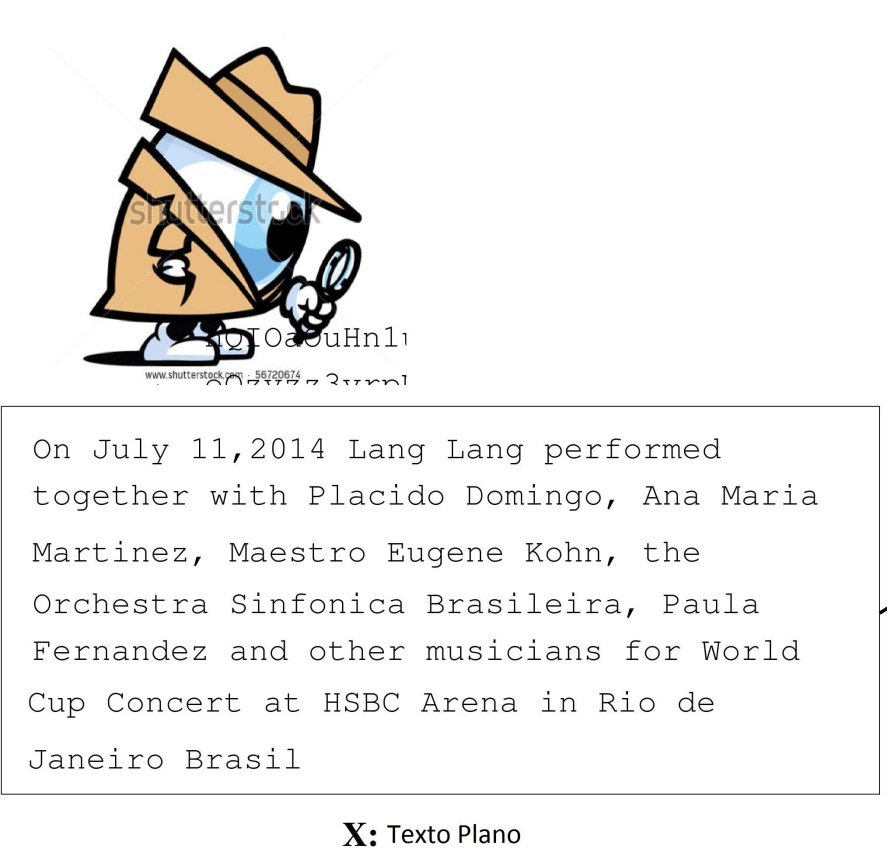 shutterstock
www.shutterstock.com · 56720674
On July 11,2014 Lang Lang performed
together with Placido Domingo, Ana Maria
Martinez, Maestro Eugene Kohn, the
Orchestra Sinfonica Brasileira, Paula
Fernandez and other musicians for World
Cup Concert at HSBC Arena in Rio de
Janeiro Brasil
X: Texto Plano